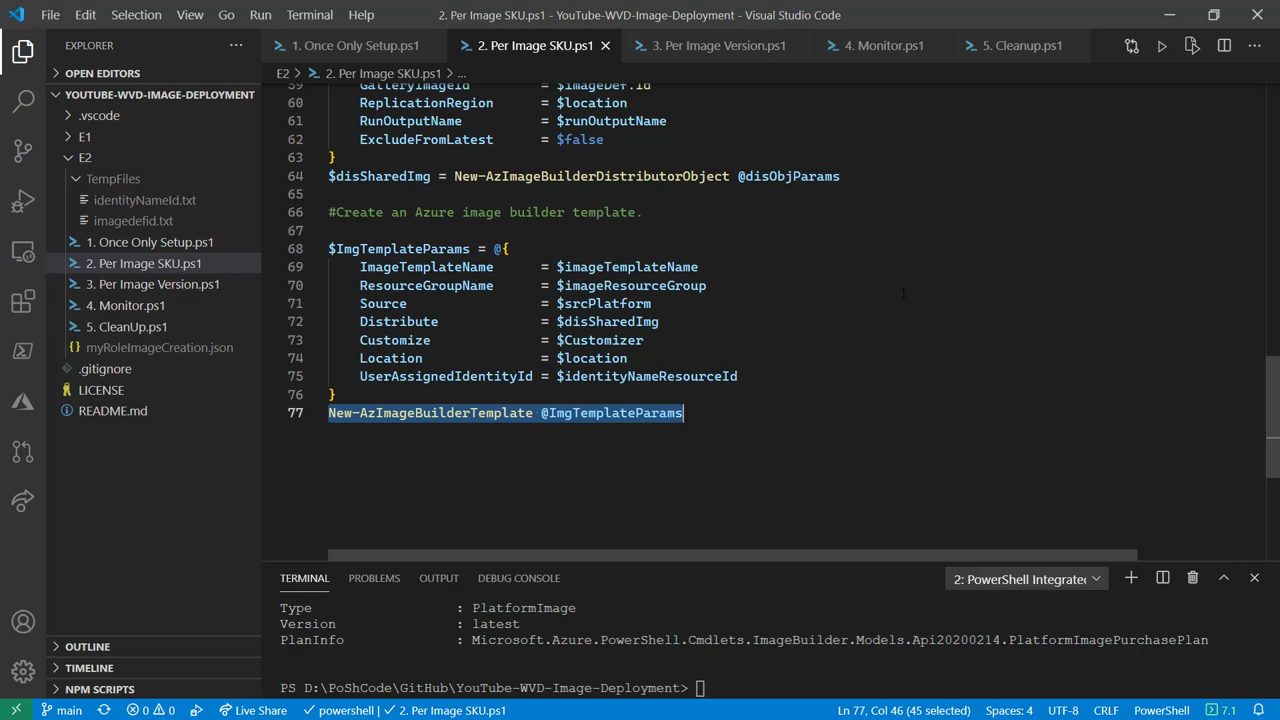 File Edit Selection View Go Run Terminal Help 2. Per Image SKU.ps1 - YouTube-WVD-Image-Deployment - Visual Studio Code
EXPLORER
1. Once Only Setup.ps1 2. Per Image SKU.ps1 3. Per Image Version.ps1 4. Monitor.ps1 5. Cleanup.ps1
OPEN EDITORS
YOUTUBE-WVD-IMAGE-DEPLOYMENT
.vscode
E1
E2
TempFiles
identityNameId.txt
imagedefid.txt
1. Once Only Setup.ps1
2. Per Image SKU.ps1
3. Per Image Version.ps1
4. Monitor.ps1
5. CleanUp.ps1
myRoleImageCreation.json
.gitignore
LICENSE
README.md
OUTLINE
TIMELINE
NPM SCRIPTS
E2 > 2. Per Image SKU.ps1 > ...
59 GalleryImageId = $imageDef.id
60 ReplicationRegion = $location
61 RunOutputName = $runOutputName
62 ExcludeFromLatest = $false
63 }
64 $disSharedImg = New-AzImageBuilderDistributorObject @disObjParams
65
66 #Create an Azure image builder template.
67
68 $ImgTemplateParams = @{
69 ImageTemplateName = $imageTemplateName
70 ResourceGroupName = $imageResourceGroup
71 Source = $srcPlatform
72 Distribute = $disSharedImg
73 Customize = $Customizer
74 Location = $location
75 UserAssignedIdentityId = $identityNameResourceId
76 }
77 New-AzImageBuilderTemplate @ImgTemplateParams
TERMINAL PROBLEMS OUTPUT DEBUG CONSOLE 2: PowerShell Integrate
Type : PlatformImage
Version : latest
PlanInfo : Microsoft.Azure.PowerShell.Cmdlets.ImageBuilder.Models.Api20200214.PlatformImagePurchasePlan
PS D:\PoShCode\GitHub\YouTube-WVD-Image-Deployment>
main 0 0 Live Share powershell | 2. Per Image SKU.ps1 Ln 77, Col 46 (45 selected) Spaces: 4 UTF-8 CRLF PowerShell 7.1